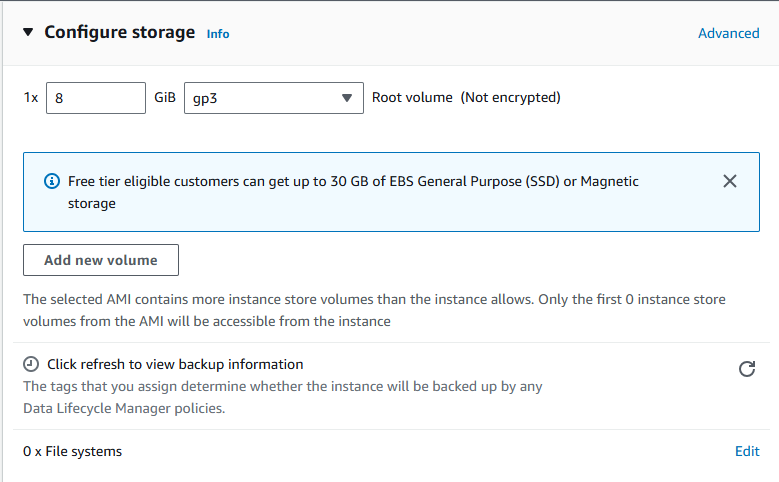 Configure storage Info Advanced
1x 8 GiB gp3 Root volume (Not encrypted)
Free tier eligible customers can get up to 30 GB of EBS General Purpose (SSD) or Magnetic
storage
Add new volume
The selected AMI contains more instance store volumes than the instance allows. Only the first 0 instance store
volumes from the AMI will be accessible from the instance
Click refresh to view backup information
The tags that you assign determine whether the instance will be backed up by any
Data Lifecycle Manager policies.
0 x File systems Edit